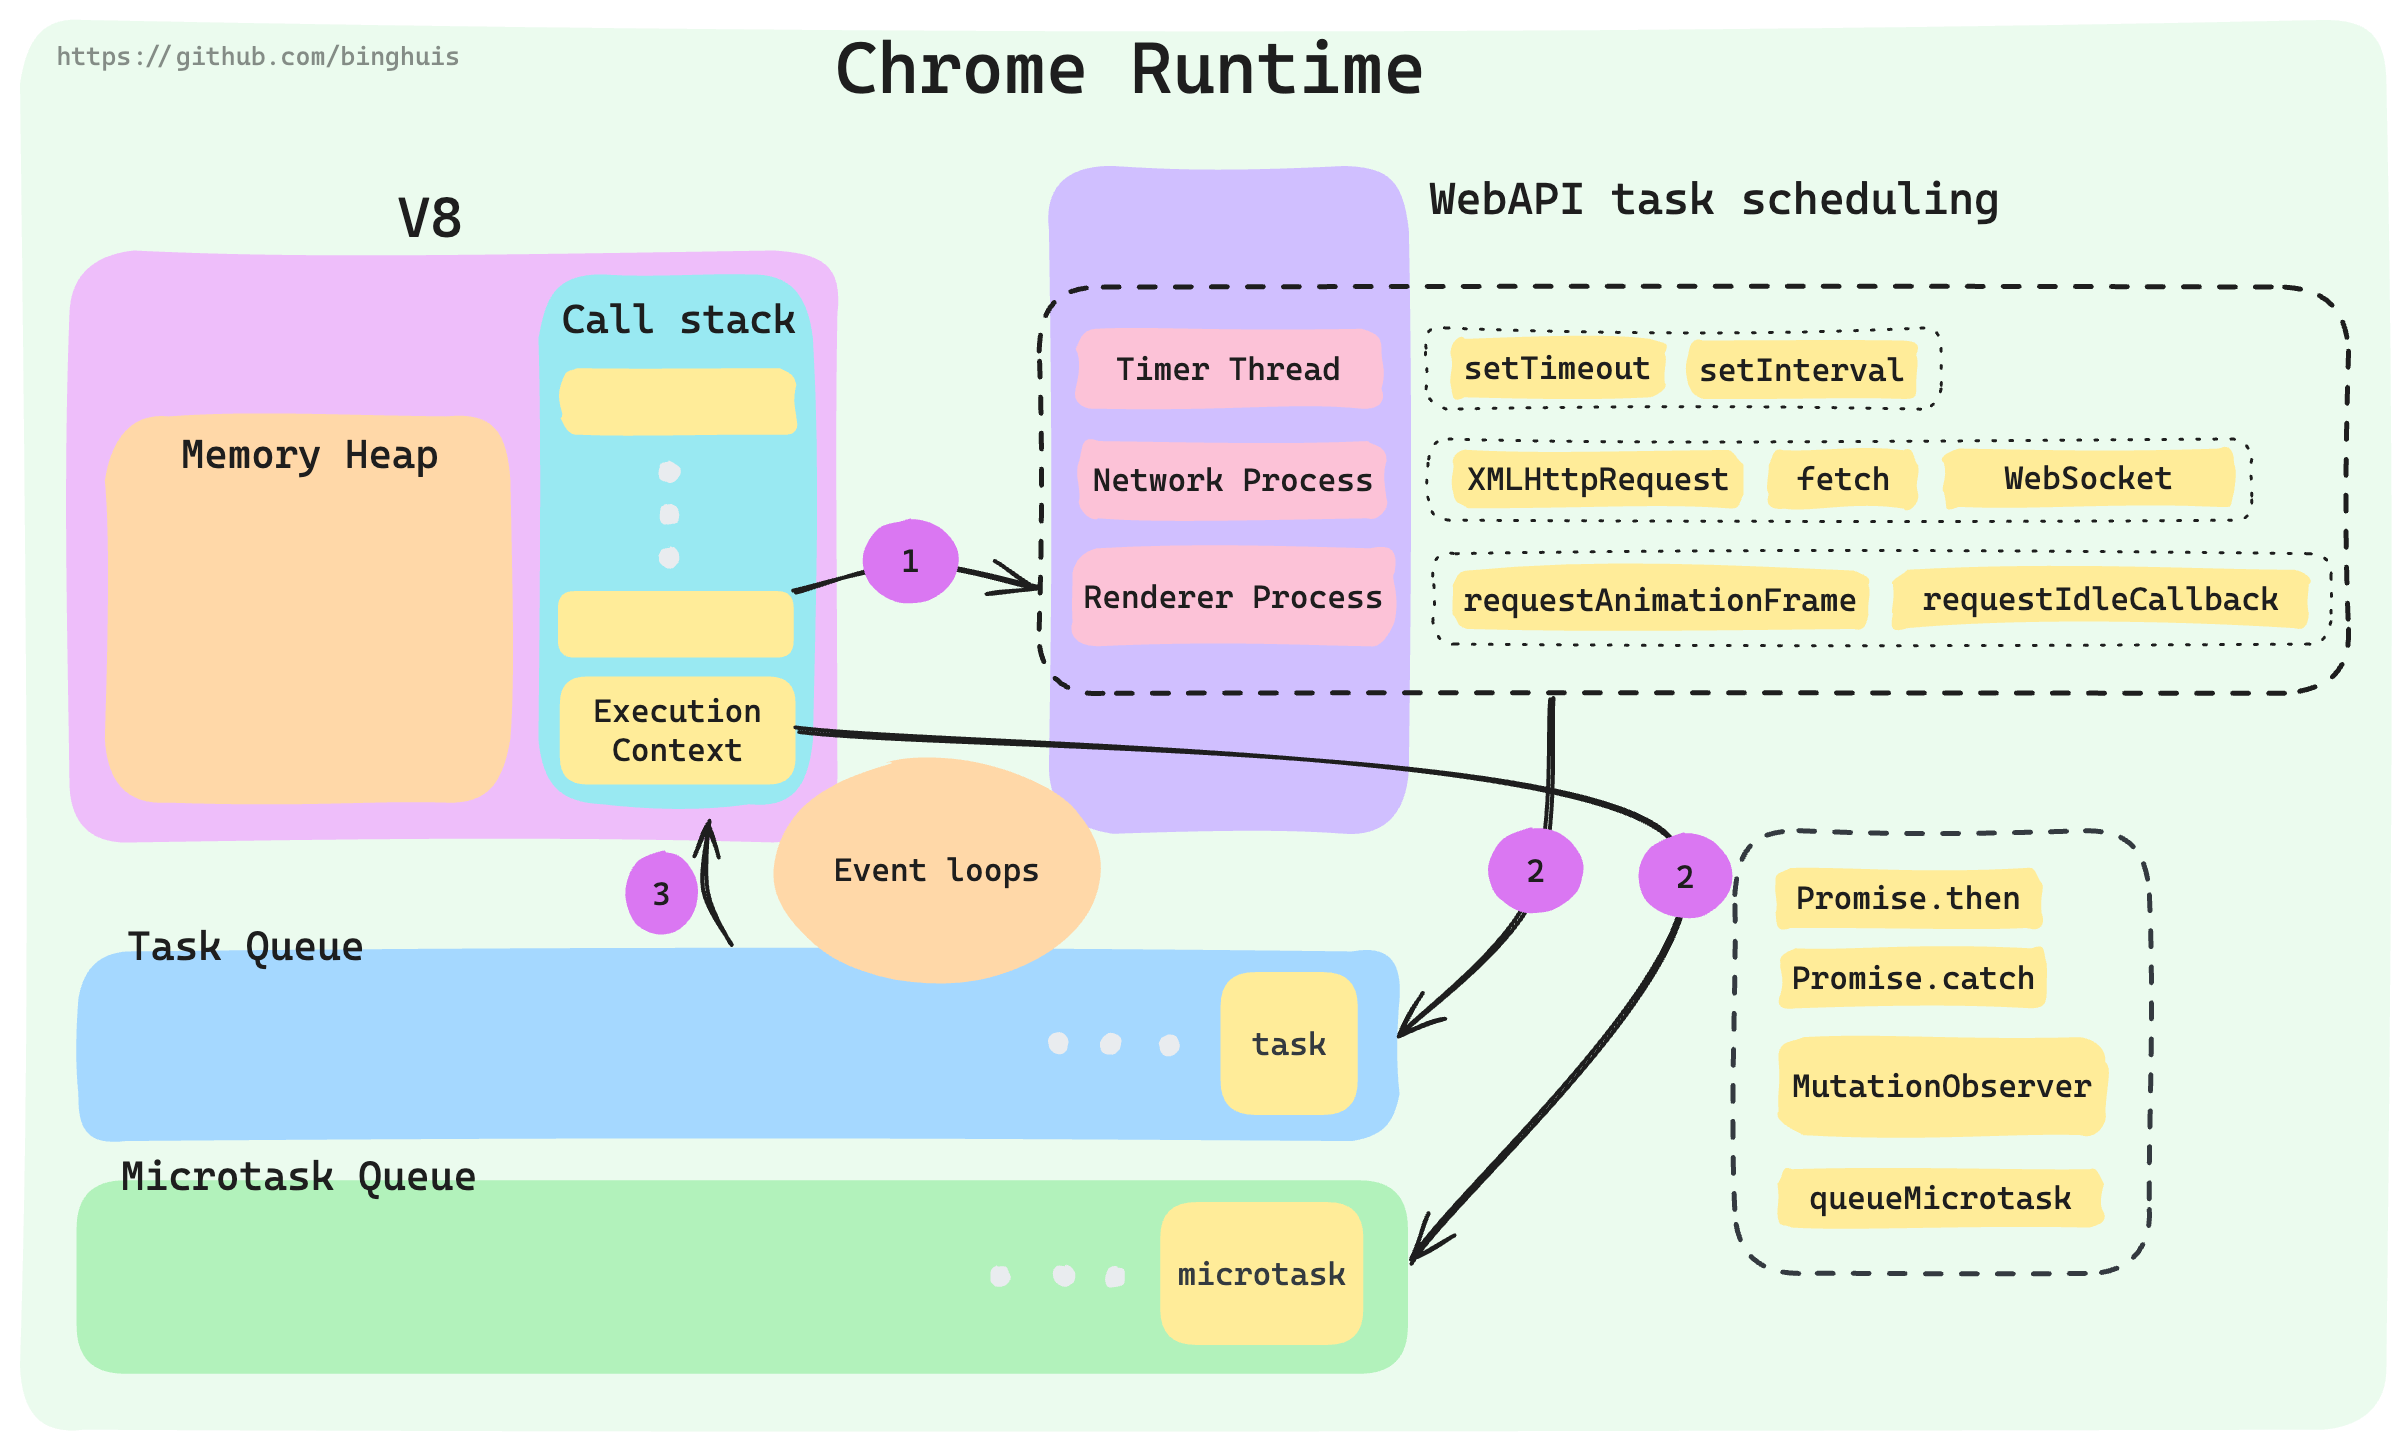 https://github.com/binghuis
Chrome Runtime
V8
Call stack
Memory Heap
Execution
Context
1
WebAPI task scheduling
Timer Thread
setTimeout
setInterval
Network Process
XMLHttpRequest
fetch
WebSocket
Renderer Process
requestAnimationFrame
requestIdleCallback
3
Event loops
2
2
Promise.then
Promise.catch
MutationObserver
queueMicrotask
Task Queue
task
Microtask Queue
microtask